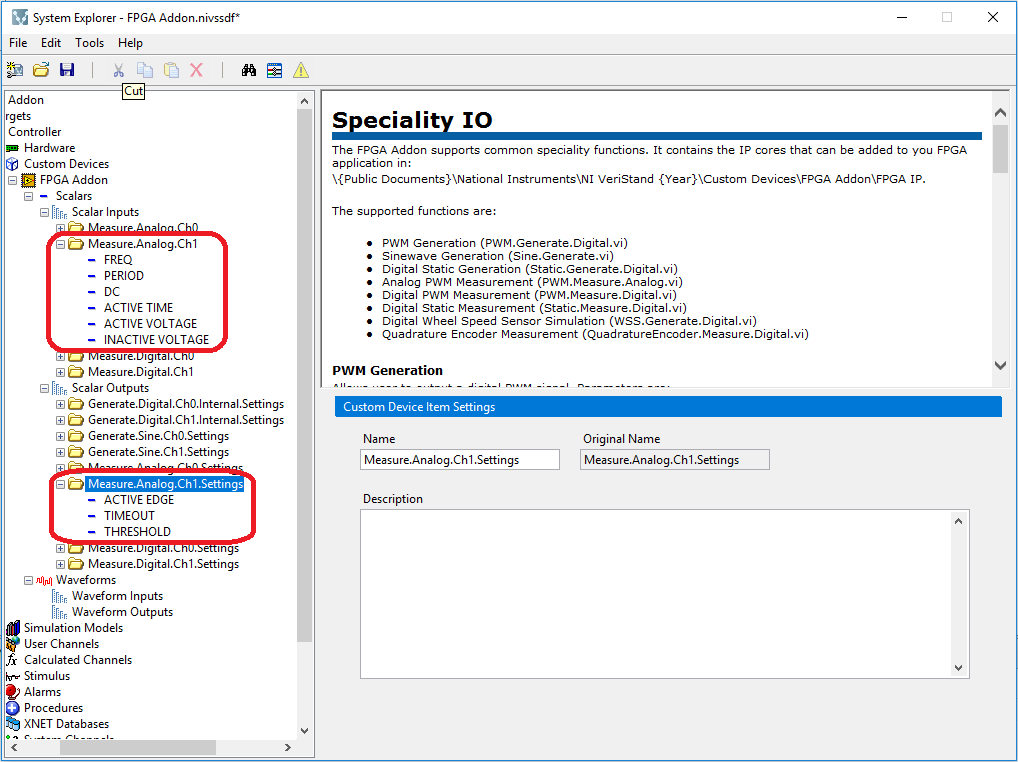 System Explorer - FPGA Addon.nivssdf*
File Edit Tools Help
Cut
Addon
rgets
Controller
Hardware
Custom Devices
FPGA Addon
Scalars
Scalar Inputs
Measure.Analog.Ch0
Measure.Analog.Ch1
FREQ
PERIOD
DC
ACTIVE TIME
ACTIVE VOLTAGE
INACTIVE VOLTAGE
Measure.Digital.Ch0
Measure.Digital.Ch1
Scalar Outputs
Generate.Digital.Ch0.Internal.Settings
Generate.Digital.Ch1.Internal.Settings
Generate.Sine.Ch0.Settings
Generate.Sine.Ch1.Settings
Measure.Analog.Ch0.Settings
Measure.Analog.Ch1.Settings
ACTIVE EDGE
TIMEOUT
THRESHOLD
Measure.Digital.Ch0.Settings
Measure.Digital.Ch1.Settings
Waveforms
Waveform Inputs
Waveform Outputs
Simulation Models
User Channels
Calculated Channels
Stimulus
Alarms
Procedures
XNET Databases
System Channels
Speciality IO
The FPGA Addon supports common speciality functions. It contains the IP cores that can be added to you FPGA
application in:
\{Public Documents}\National Instruments\NI VeriStand {Year}\Custom Devices\FPGA Addon\FPGA IP.
The supported functions are:
• PWM Generation (PWM.Generate.Digital.vi)
• Sinewave Generation (Sine.Generate.vi)
• Digital Static Generation (Static.Generate.Digital.vi)
• Analog PWM Measurement (PWM.Measure.Analog.vi)
• Digital PWM Measurement (PWM.Measure.Digital.vi)
• Digital Static Measurement (Static.Measure.Digital.vi)
• Digital Wheel Speed Sensor Simulation (WSS.Generate.Digital.vi)
• Quadrature Encoder Measurement (QuadratureEncoder.Measure.Digital.vi)
PWM Generation
Allows user to output a digital PWM signal. Parameters are:
Custom Device Item Settings
Name
Original Name
Measure.Analog.Ch1.Settings
Measure.Analog.Ch1.Settings
Description